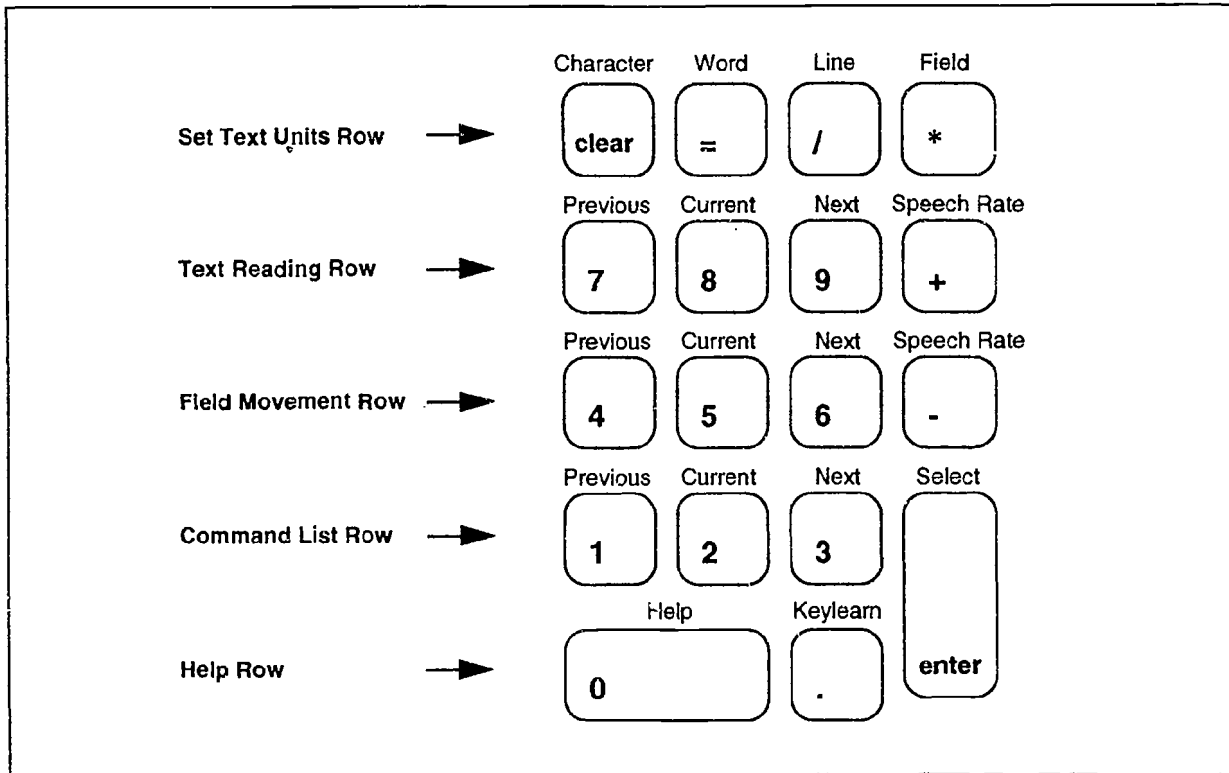 Character Word Line Field
Set Text Units Row clear = / *
Previous Current Next Speech Rate
Text Reading Row 7 8 9 +
Previous Current Next Speech Rate
Field Movement Row 4 5 6 -
Previous Current Next Select
Command List Row 1 2 3
Help Keylearn
Help Row 0 . enter